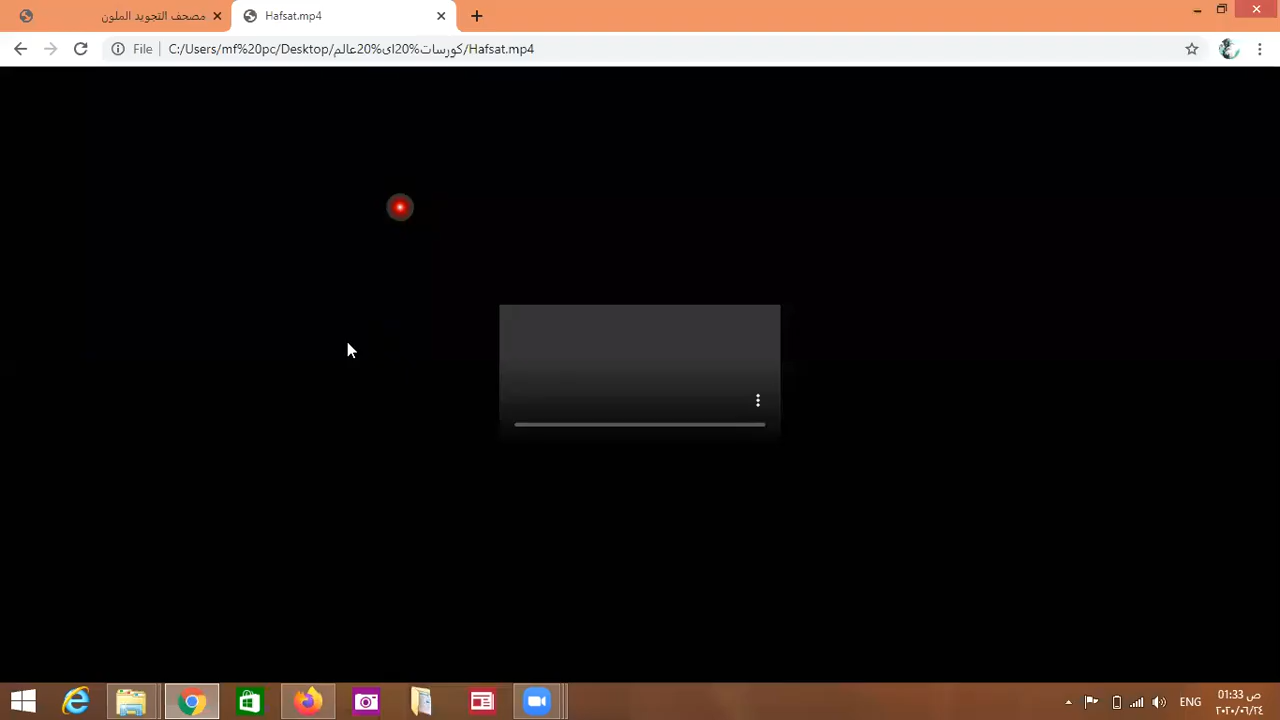 مصحف التجويد الملون
Hafsat.mp4
File
C:/Users/mf%20pc/Desktop/كورسات%20اى%20عالم/Hafsat.mp4
ENG
01:33 ص
٢٠٢٠/٠٦/٢٤